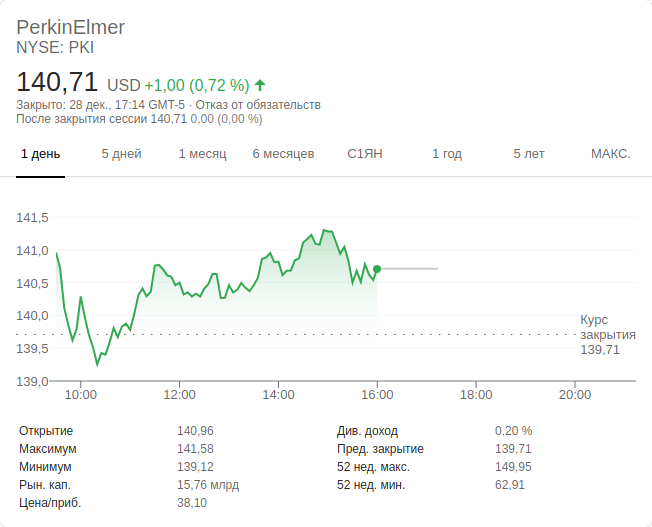 PerkinElmer
NYSE: PKI
140,71 USD +1,00 (0,72 %)
Закрыто: 28 дек., 17:14 GMT-5 · Отказ от обязательств
После закрытия сессии 140,71 0,00 (0,00 %)
1 день 5 дней 1 месяц 6 месяцев С1ЯН 1 год 5 лет МАКС.
141,5
141,0
140,5
140,0
139,5
139,0
Курс
закрытия
139,71
10:00 12:00 14:00 16:00 18:00 20:00
Открытие 140,96 Див. доход 0,20 %
Максимум 141,58 Пред. закрытие 139,71
Минимум 139,12 52 нед. макс. 149,95
Рын. кап. 15,76 млрд 52 нед. мин. 62,91
Цена/приб. 38,10